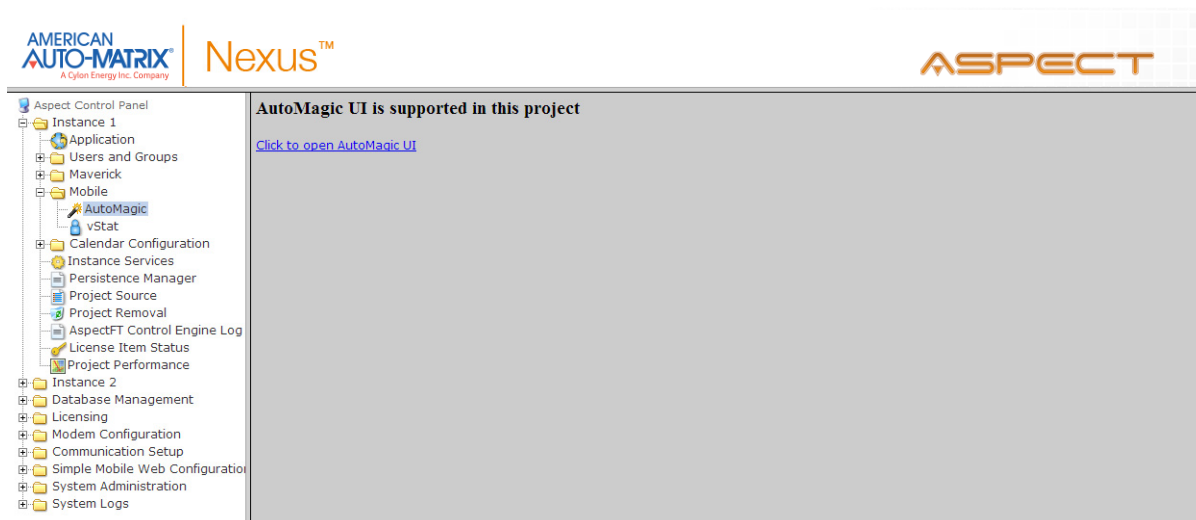 AMERICAN
AUTO-MATRIX®
A Cylon Energy Inc. Company
Nexus™
ASPECT
Aspect Control Panel
Instance 1
Application
Users and Groups
Maverick
Mobile
AutoMagic
vStat
Calendar Configuration
Instance Services
Persistence Manager
Project Source
Project Removal
AspectFT Control Engine Log
License Item Status
Project Performance
Instance 2
Database Management
Licensing
Modem Configuration
Communication Setup
Simple Mobile Web Configuratio
System Administration
System Logs
AutoMagic UI is supported in this project
Click to open AutoMagic UI